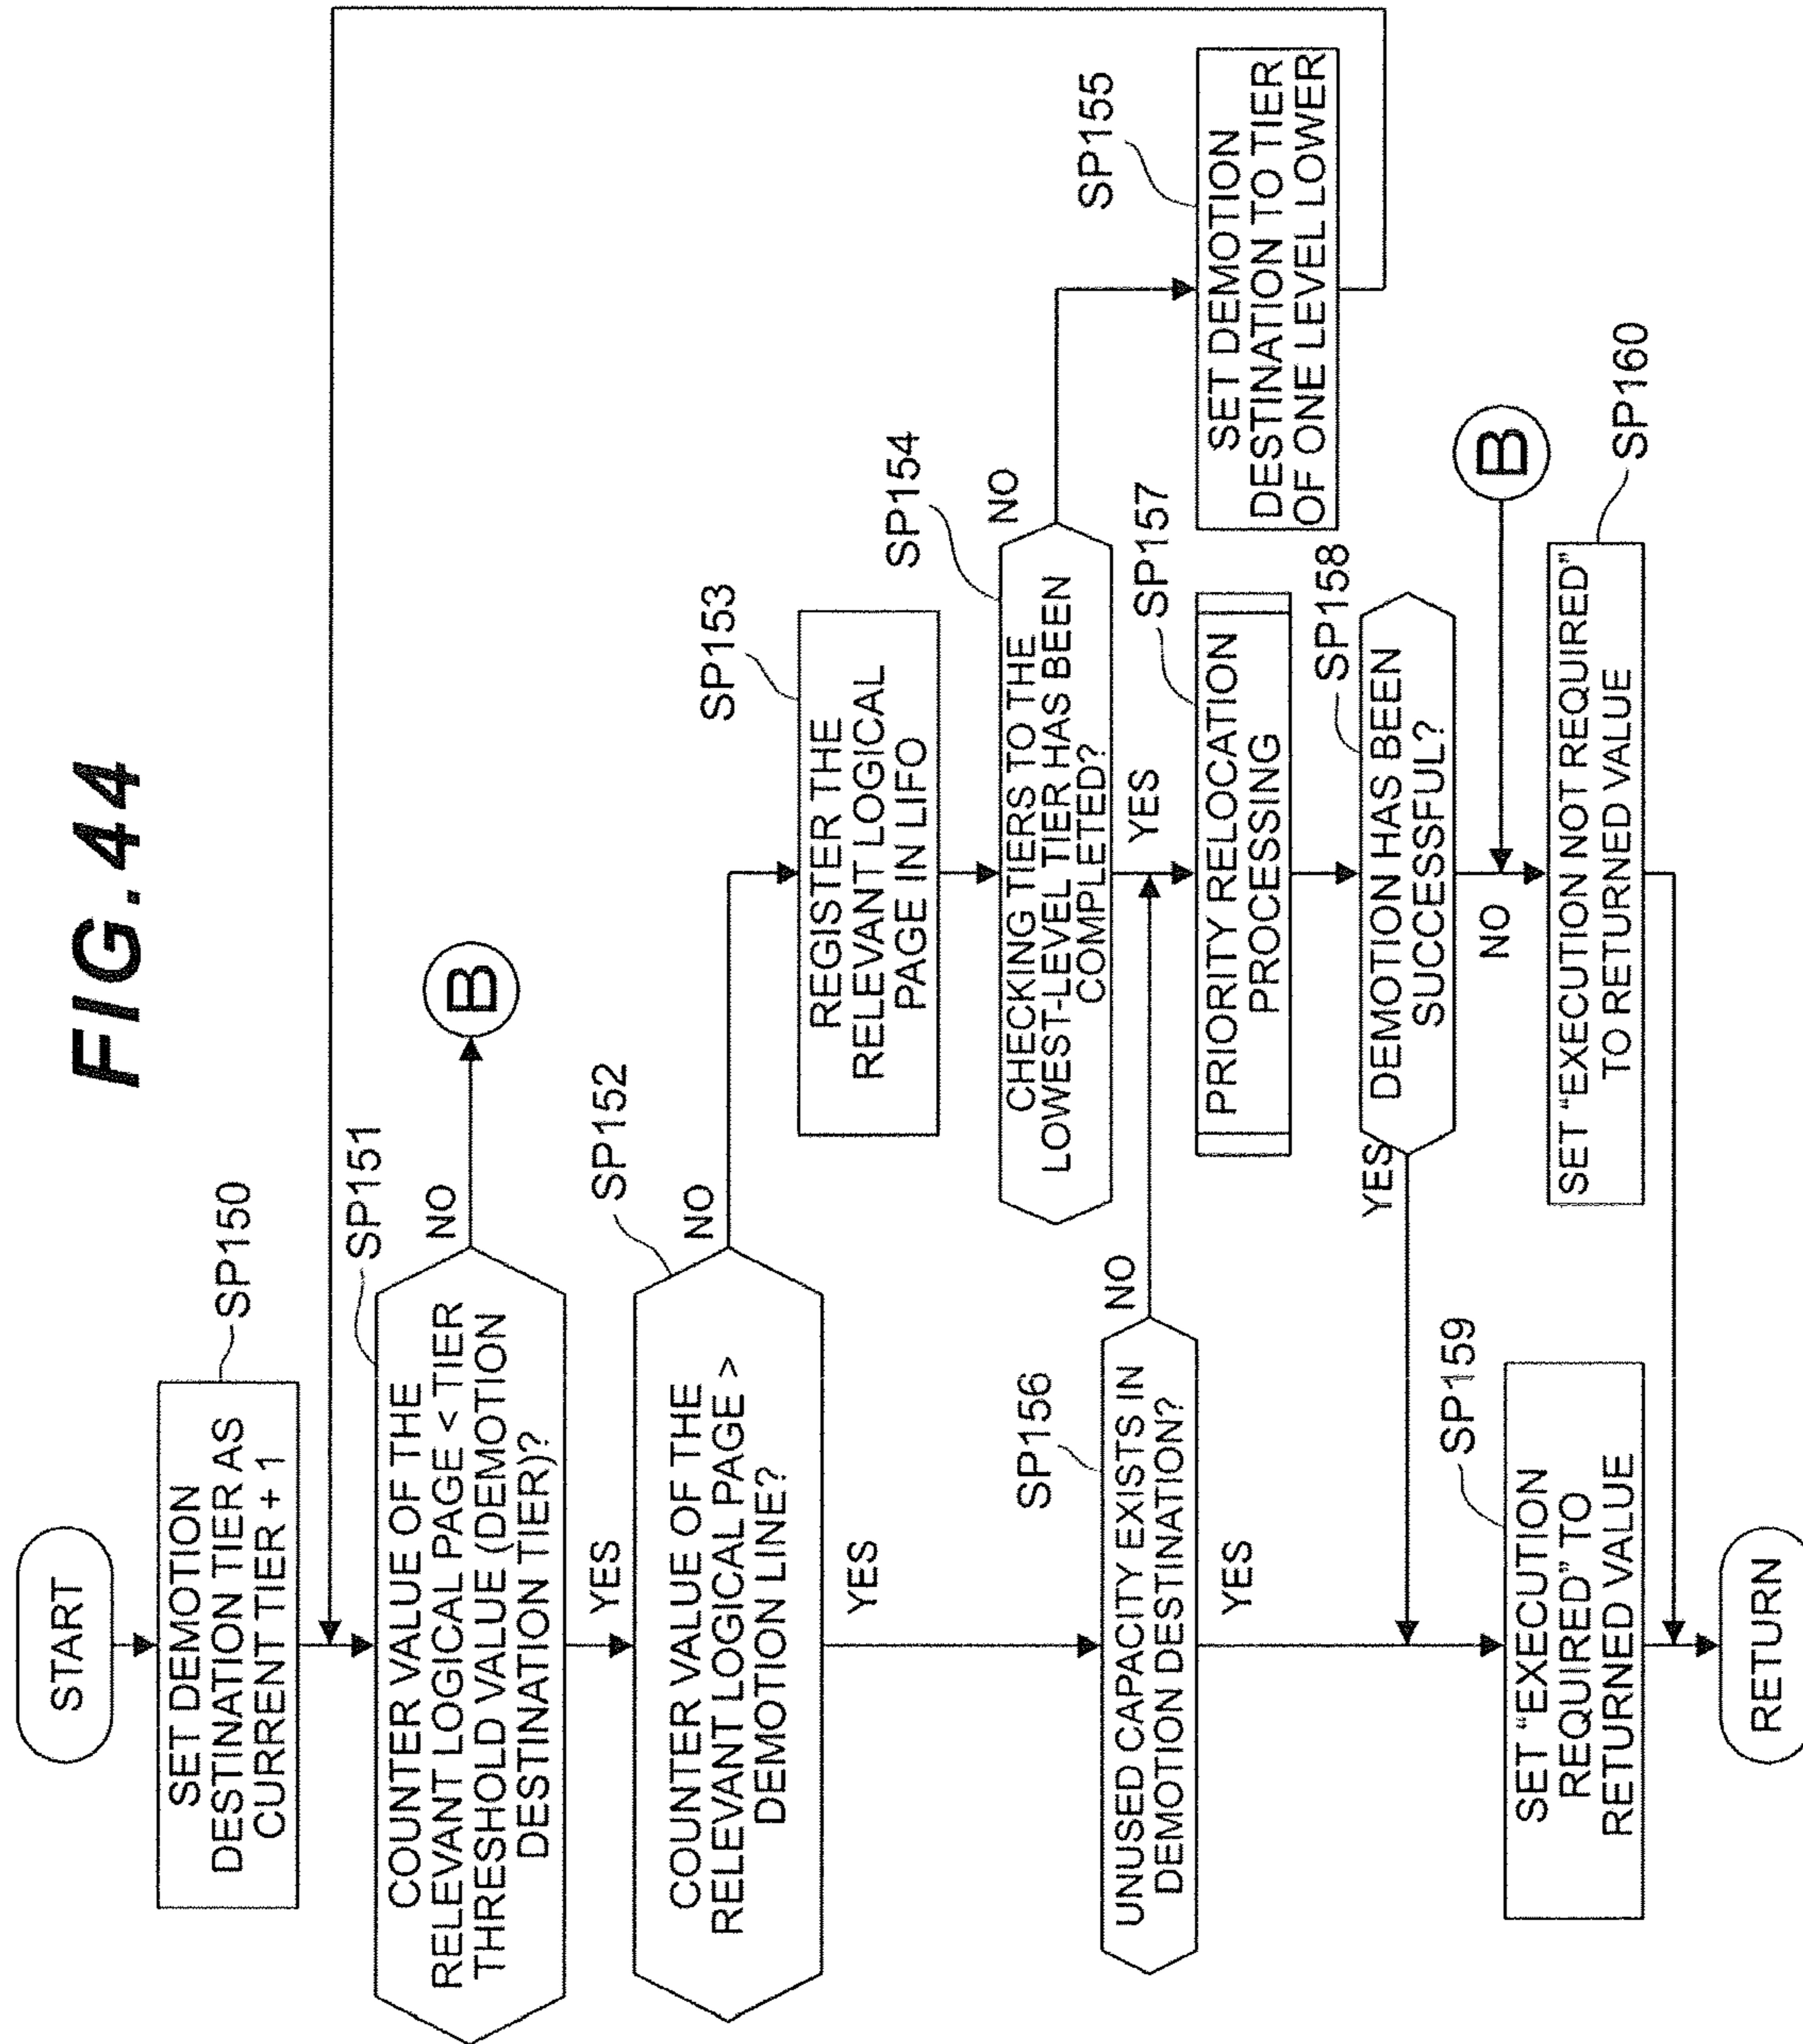 FIG.44
START
SP150
SET DEMOTION
DESTINATION TIER AS
CURRENT TIER + 1
SP151
COUNTER VALUE OF THE
RELEVANT LOGICAL PAGE < TIER
THRESHOLD VALUE (DEMOTION
DESTINATION TIER)?
NO
B
YES
SP152
COUNTER VALUE OF THE
RELEVANT LOGICAL PAGE >
DEMOTION LINE?
NO
YES
SP153
REGISTER THE
RELEVANT LOGICAL
PAGE IN LIFO
SP154
CHECKING TIERS TO THE
LOWEST-LEVEL TIER HAS BEEN
COMPLETED?
NO
YES
SP155
SET DEMOTION
DESTINATION TO TIER
OF ONE LEVEL LOWER
SP156
UNUSED CAPACITY EXISTS IN
DEMOTION DESTINATION?
NO
YES
SP157
PRIORITY RELOCATION
PROCESSING
SP158
DEMOTION HAS BEEN
SUCCESSFUL?
YES
NO
B
SP159
SET "EXECUTION
REQUIRED" TO
RETURNED VALUE
SP160
SET "EXECUTION NOT REQUIRED"
TO RETURNED VALUE
RETURN